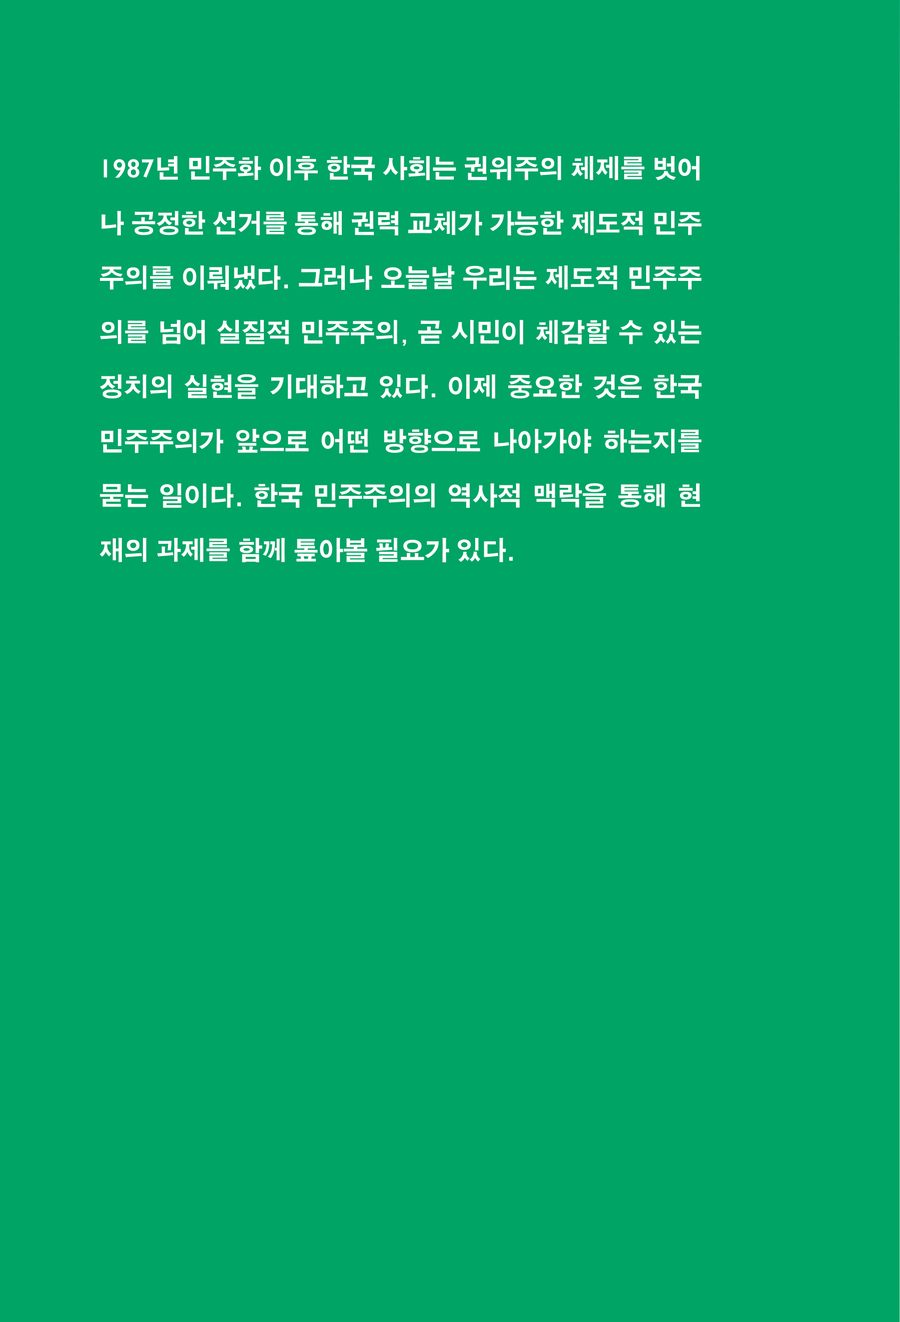 1987년 민주화 이후 한국 사회는 권위주의 체제를 벗어
나 공정한 선거를 통해 권력 교체가 가능한 제도적 민주
주의를 이뤄냈다. 그러나 오늘날 우리는 제도적 민주주
의를 넘어 실질적 민주주의, 곧 시민이 체감할 수 있는
정치의 실현을 기대하고 있다. 이제 중요한 것은 한국
민주주의가 앞으로 어떤 방향으로 나아가야 하는지를
묻는 일이다. 한국 민주주의의 역사적 맥락을 통해 현
재의 과제를 함께 톺아볼 필요가 있다.